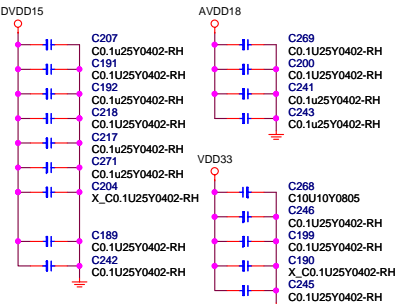 DVDD15
C207
C0.1u25Y0402-RH
C191
C0.1U25Y0402-RH
C192
C0.1u25Y0402-RH
C218
C0.1U25Y0402-RH
C217
C0.1u25Y0402-RH
C271
C0.1u25Y0402-RH
C204
X_C0.1U25Y0402-RH
C189
C0.1U25Y0402-RH
C242
C0.1U25Y0402-RH
AVDD18
C269
C0.1u25Y0402-RH
C200
C0.1U25Y0402-RH
C241
C0.1u25Y0402-RH
C243
C0.1u25Y0402-RH
VDD33
C268
C10U10Y0805
C246
C0.1U25Y0402-RH
C199
C0.1U25Y0402-RH
C190
X_C0.1U25Y0402-RH
C245
C0.1U25Y0402-RH